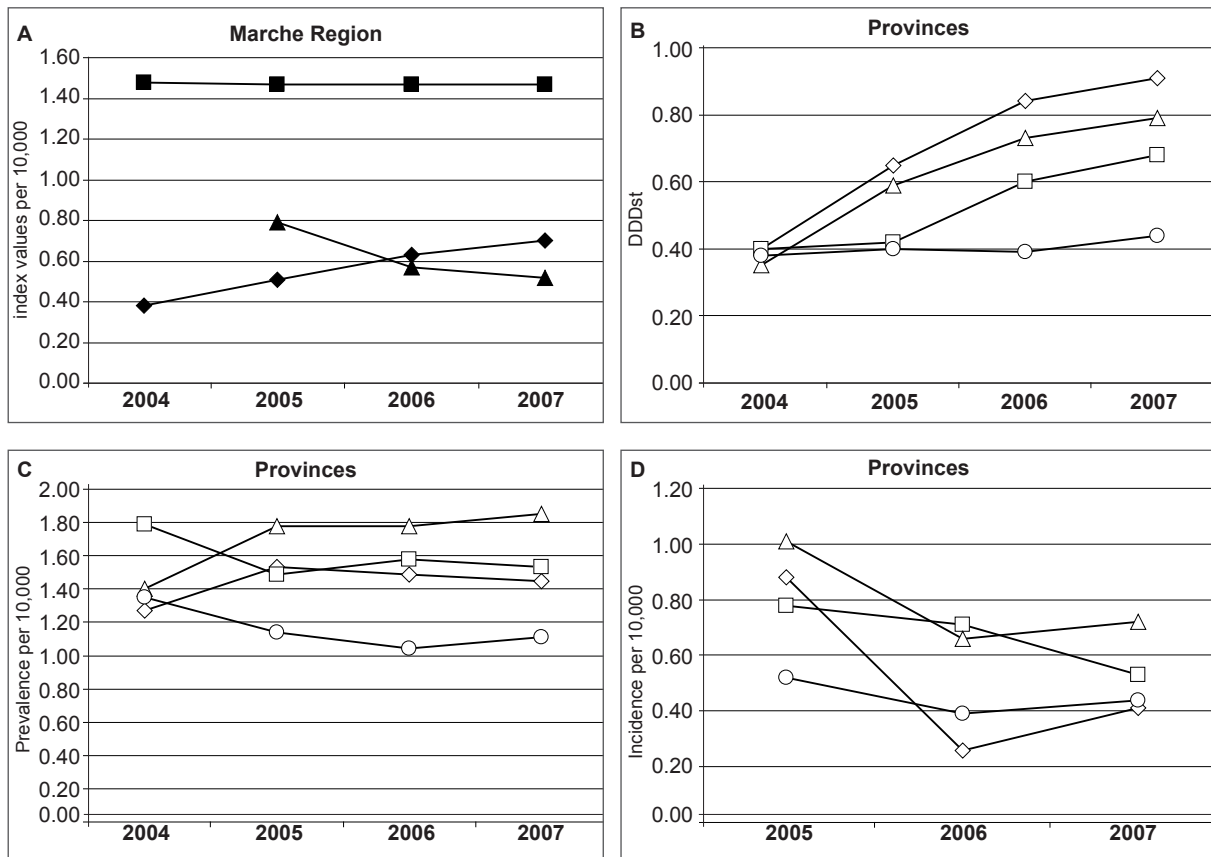 A
Marche Region
index values per 10,000
1.60
1.40
1.20
1.00
0.80
0.60
0.40
0.20
0.00
2004 2005 2006 2007
B
Provinces
DDDst
1.00
0.80
0.60
0.40
0.20
0.00
2004 2005 2006 2007
C
Provinces
Prevalence per 10,000
2.00
1.80
1.60
1.40
1.20
1.00
0.80
0.60
0.40
0.20
0.00
2004 2005 2006 2007
D
Provinces
Incidence per 10,000
1.20
1.00
0.80
0.60
0.40
0.20
0.00
2005 2006 2007